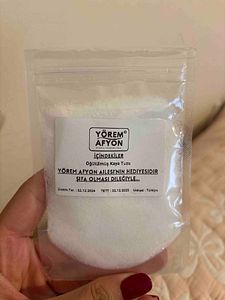 YÖREM®
AFYON
İÇİNDEKİLER
Öğütülmüş Kaya Tuzu
YÖREM AFYON AİLESİ'NİN HEDİYESİDİR
ŞİFA OLMASI DİLEĞİYLE...
Üretim Tar : 02.12.2024 TETT : 02.12.2025 Menşei : Türkiye